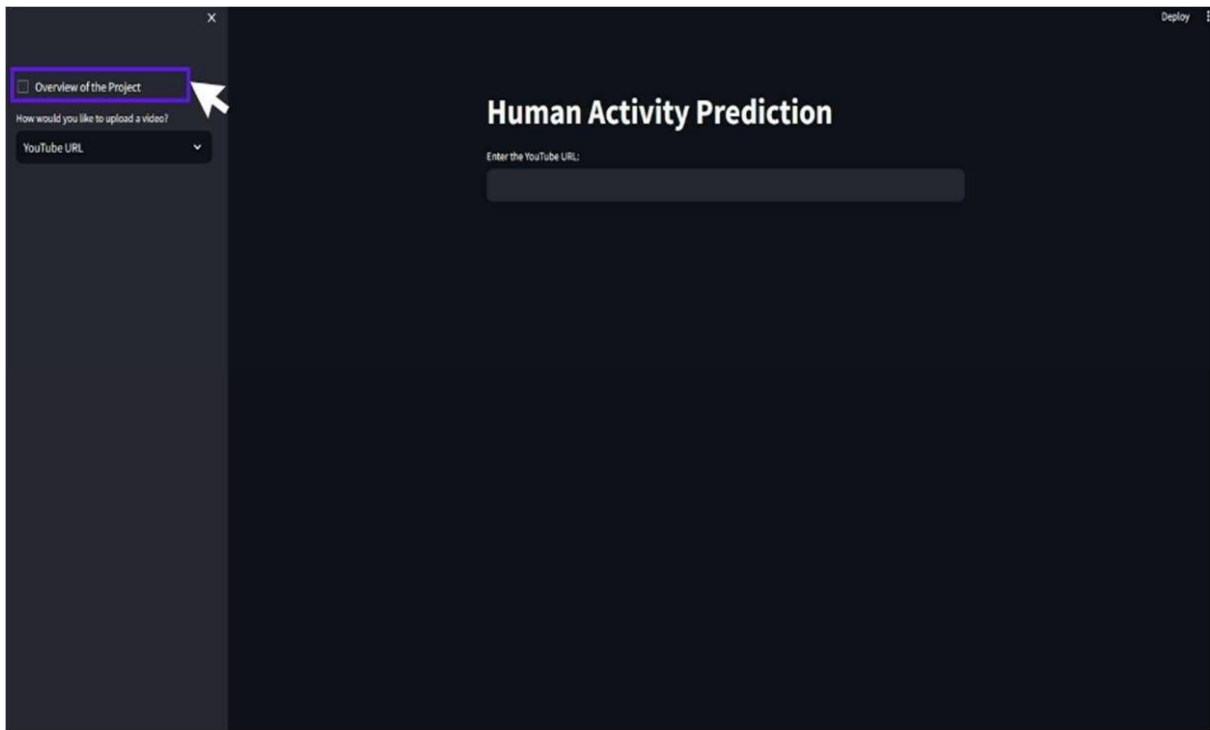 X
Deploy
Overview of the Project
How would you like to upload a video?
YouTube URL
Human Activity Prediction
Enter the YouTube URL: